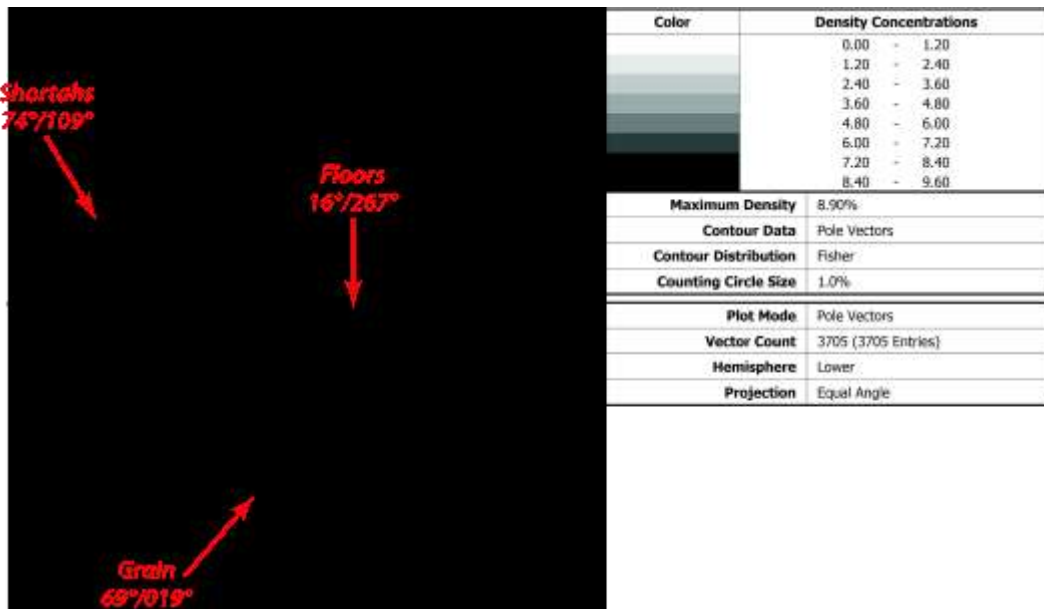 Shortahs
74°/109°
Floors
16°/267°
Grain
69°/019°
Color Density Concentrations
0.00 - 1.20
1.20 - 2.40
2.40 - 3.60
3.60 - 4.80
4.80 - 6.00
6.00 - 7.20
7.20 - 8.40
8.40 - 9.60
Maximum Density 8.90%
Contour Data Pole Vectors
Contour Distribution Fisher
Counting Circle Size 1.0%
Plot Mode Pole Vectors
Vector Count 3705 (3705 Entries)
Hemisphere Lower
Projection Equal Angle